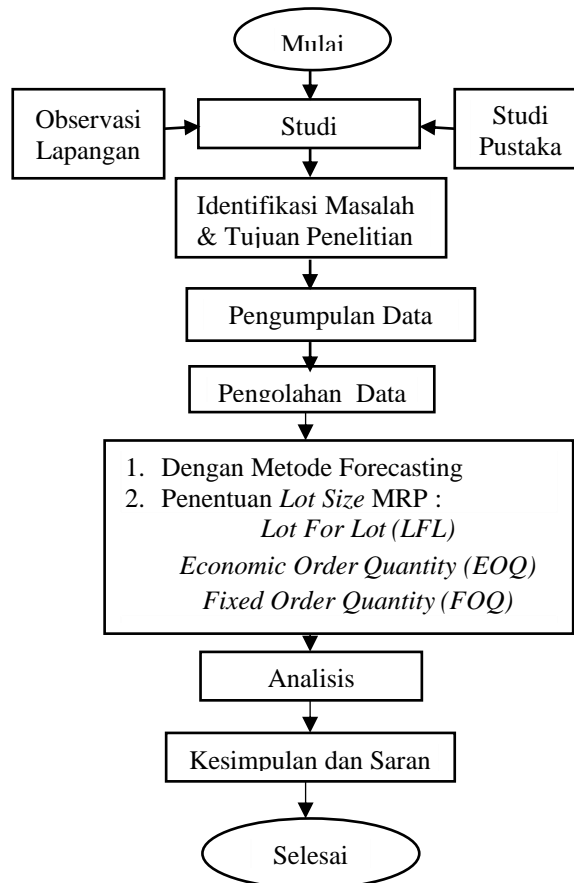 Mulai
Observasi
Lapangan
Studi
Studi
Pustaka
Identifikasi Masalah
& Tujuan Penelitian
Pengumpulan Data
Pengolahan Data
1. Dengan Metode Forecasting
2. Penentuan Lot Size MRP :
Lot For Lot (LFL)
Economic Order Quantity (EOQ)
Fixed Order Quantity (FOQ)
Analisis
Kesimpulan dan Saran
Selesai